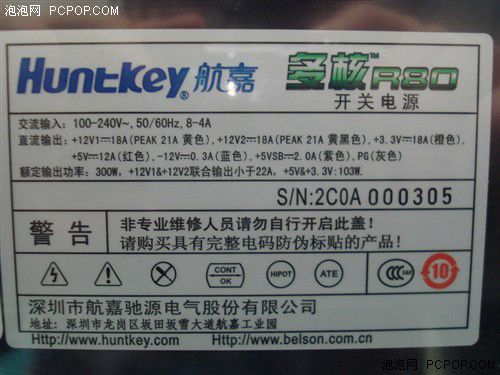 泡泡网 PCPOP.COM
HuntKey® 航嘉 多核™R80
开关电源
交流输入：100-240V~, 50/60Hz, 8-4A
直流输出：+12V1⎓18A(PEAK 21A 黄色), +12V2⎓18A(PEAK 21A 黄黑色), +3.3V⎓18A(橙色),
+5V⎓12A(红色), -12V⎓0.3A(蓝色), +5VSB⎓2.0A(紫色), PG(灰色)
额定输出功率：300W, +12V1&+12V2联合输出小于22A, +5V&+3.3V:103W.
S/N:2C0A 000305
警告
非专业维修人员请勿自行开启此盖!
请购买具有完整电码防伪标贴的产品!
CONT OK HIPOT ATE CCC 10
深圳市航嘉驰源电气股份有限公司
地址：深圳市龙岗区坂田坂雪大道航嘉工业园
Http://www.huntkey.com Http://www.belson.com.cn
泡泡网 PCPOP.COM